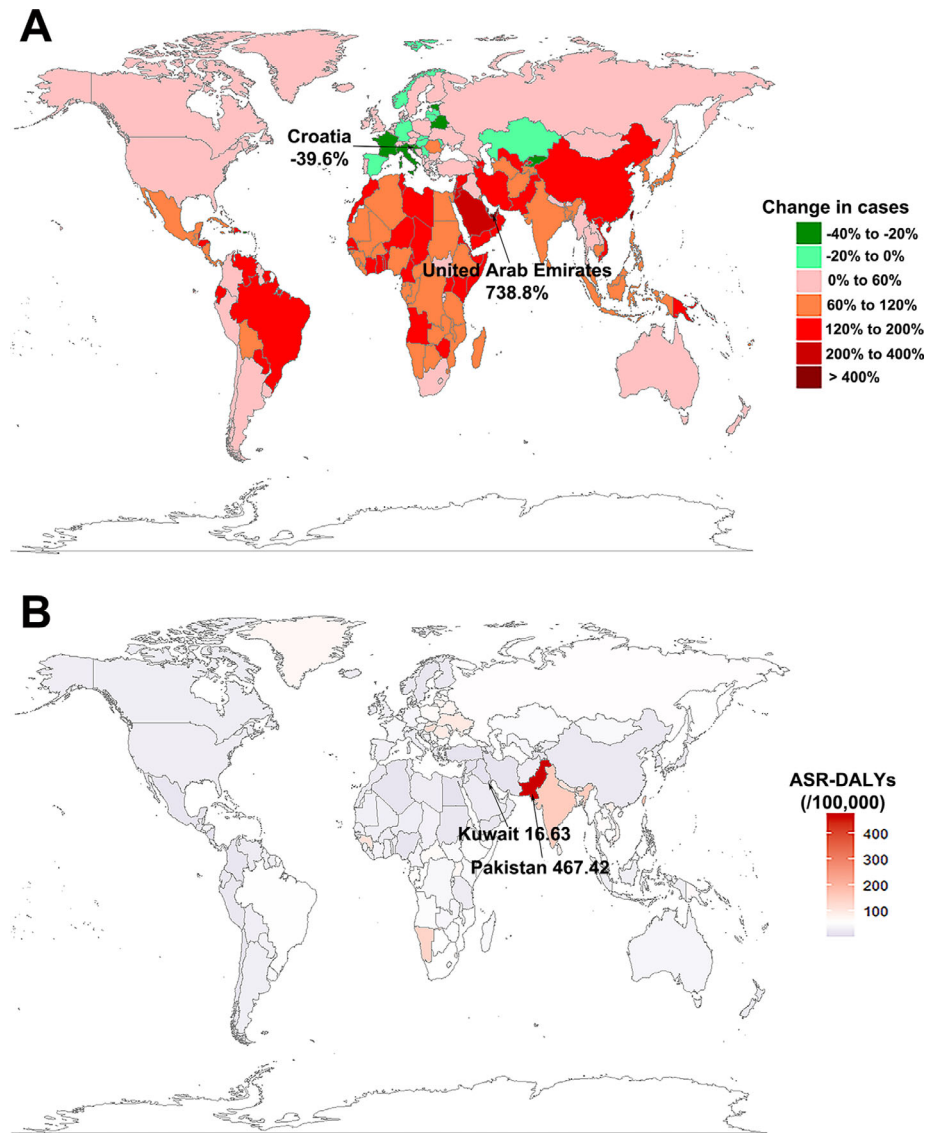 A
Croatia
-39.6%
United Arab Emirates
738.8%
Change in cases
-40% to -20%
-20% to 0%
0% to 60%
60% to 120%
120% to 200%
200% to 400%
> 400%
B
Kuwait 16.63
Pakistan 467.42
ASR-DALYs
(/100,000)
400
300
200
100